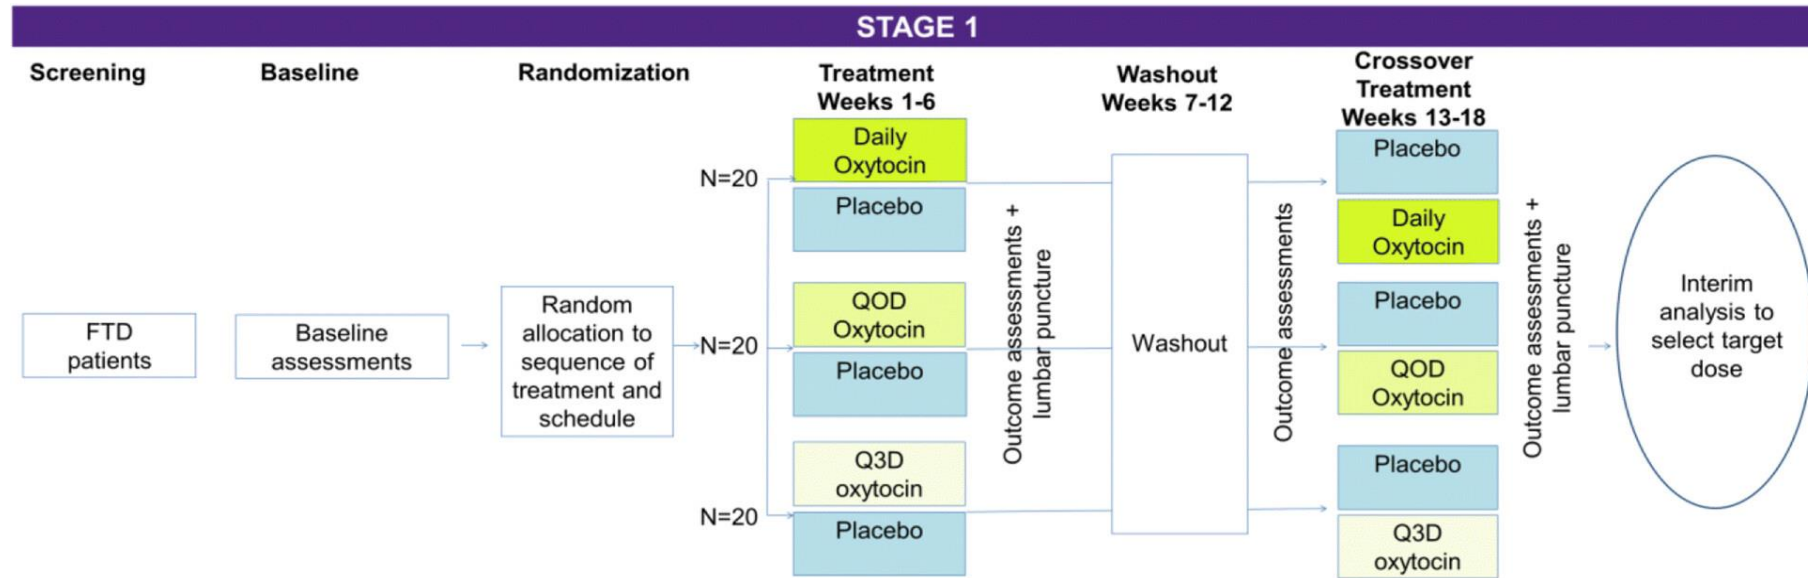 STAGE 1
Screening
Baseline
Randomization
Treatment
Weeks 1-6
Washout
Weeks 7-12
Crossover
Treatment
Weeks 13-18
FTD
patients
Baseline
assessments
Random
allocation to
sequence of
treatment and
schedule
N=20
Daily
Oxytocin
Placebo
N=20
QOD
Oxytocin
Placebo
N=20
Q3D
oxytocin
Placebo
Outcome assessments +
lumbar puncture
Washout
Outcome assessments
Placebo
Daily
Oxytocin
Placebo
QOD
Oxytocin
Placebo
Q3D
oxytocin
Outcome assessments +
lumbar puncture
Interim
analysis to
select target
dose